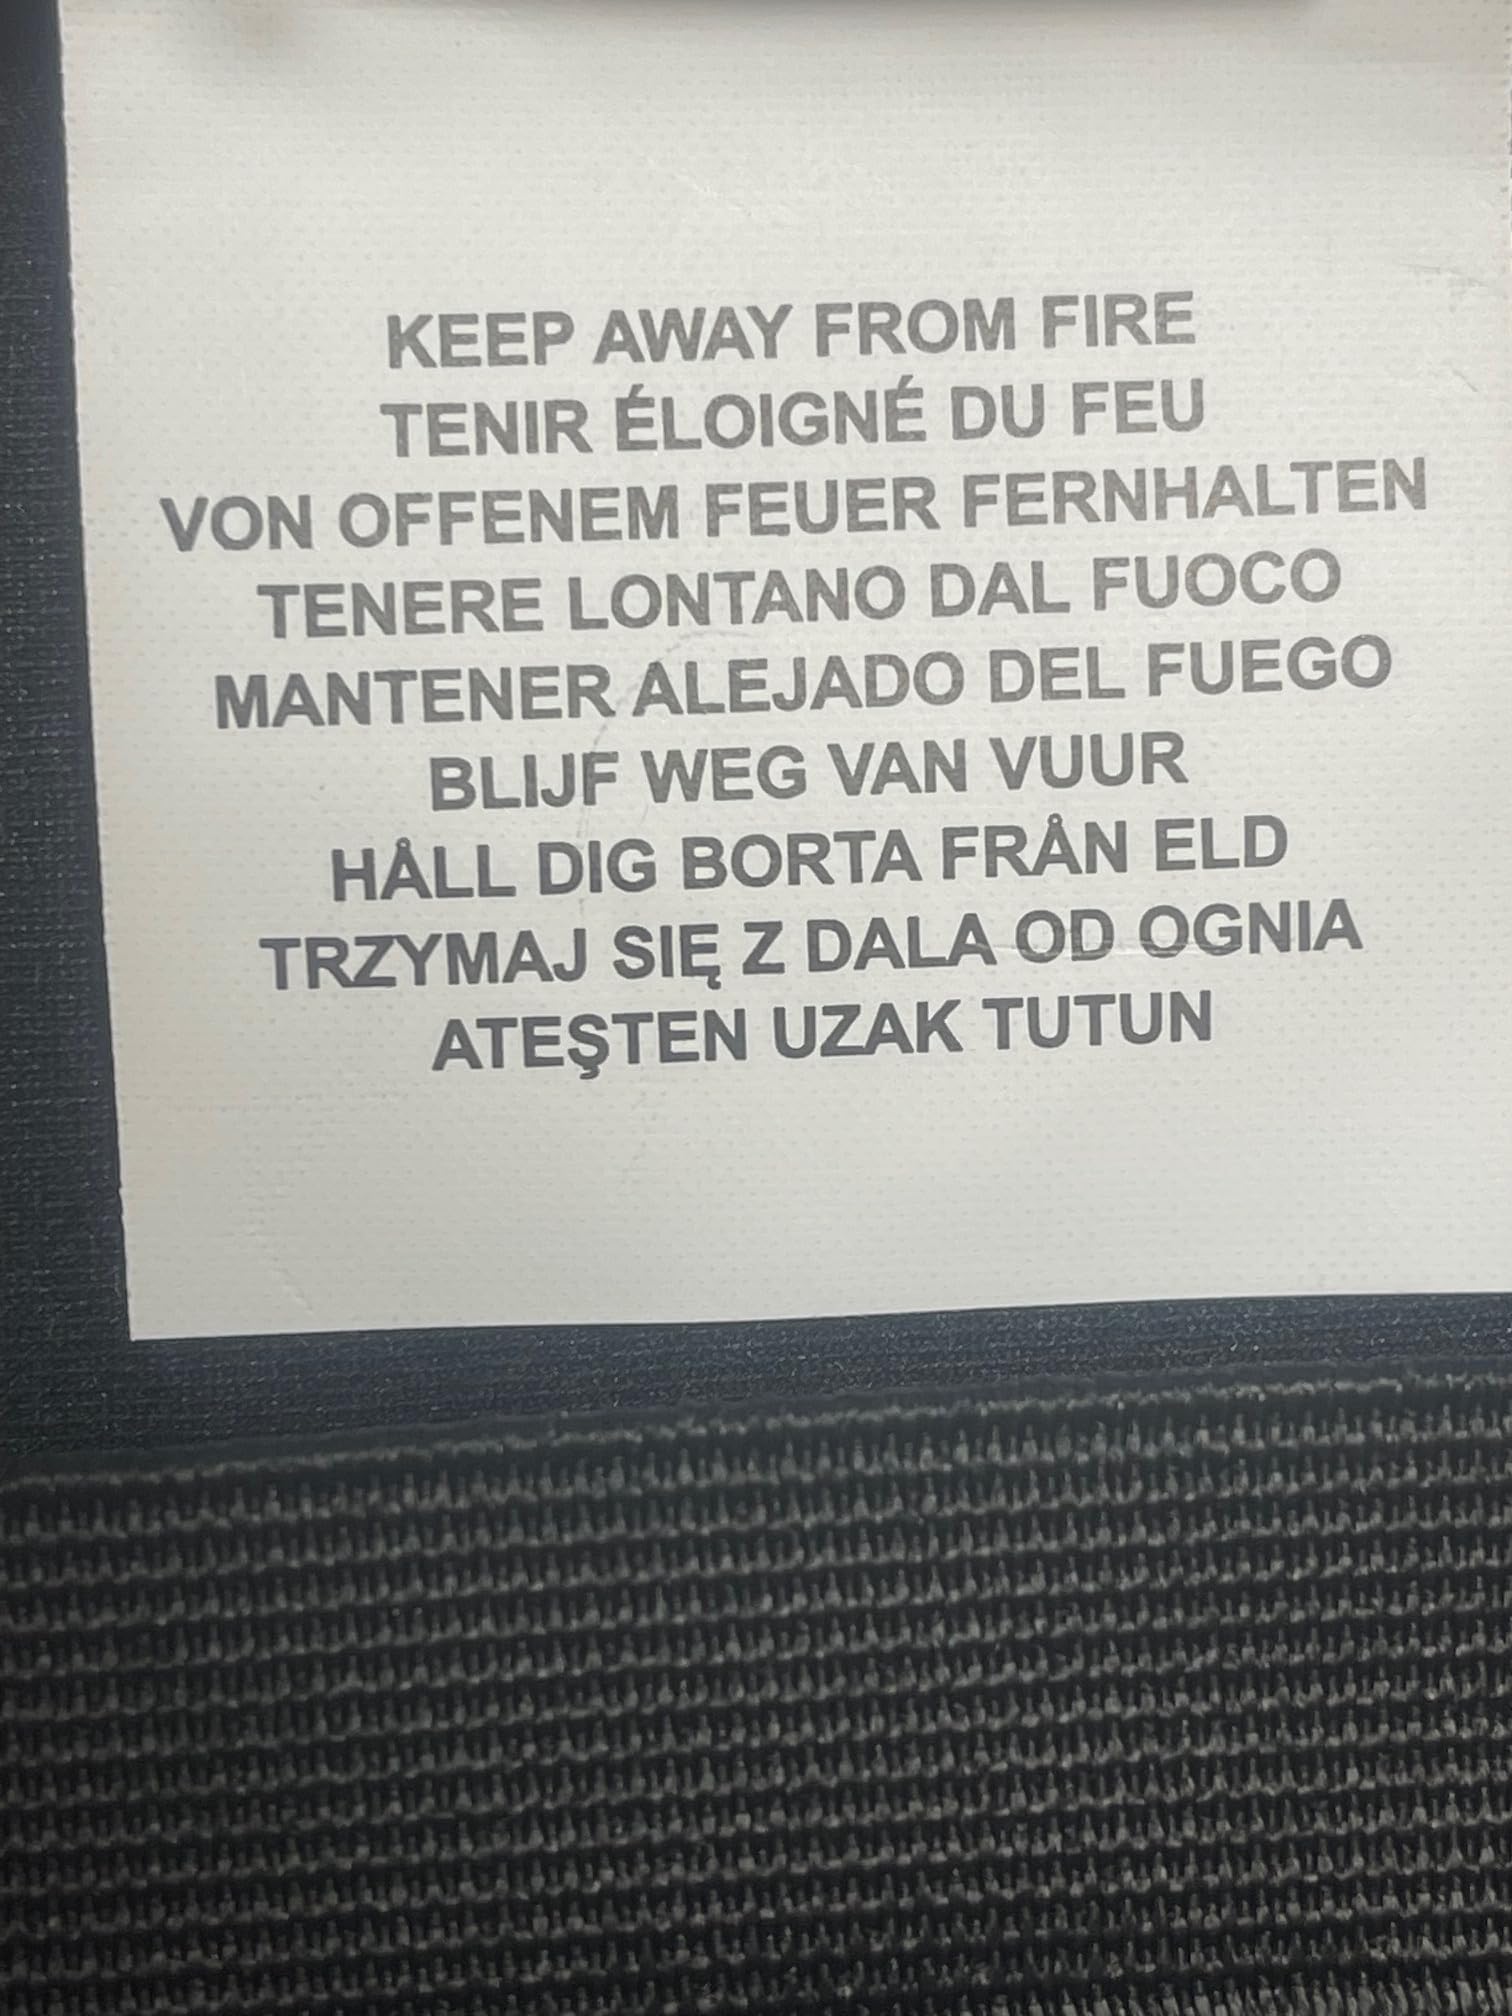 KEEP AWAY FROM FIRE
TENIR ÉLOIGNÉ DU FEU
VON OFFENEM FEUER FERNHALTEN
TENERE LONTANO DAL FUOCO
MANTENER ALEJADO DEL FUEGO
BLIJF WEG VAN VUUR
HÅLL DIG BORTA FRÅN ELD
TRZYMAJ SIĘ Z DALA OD OGNIA
ATEŞTEN UZAK TUTUN